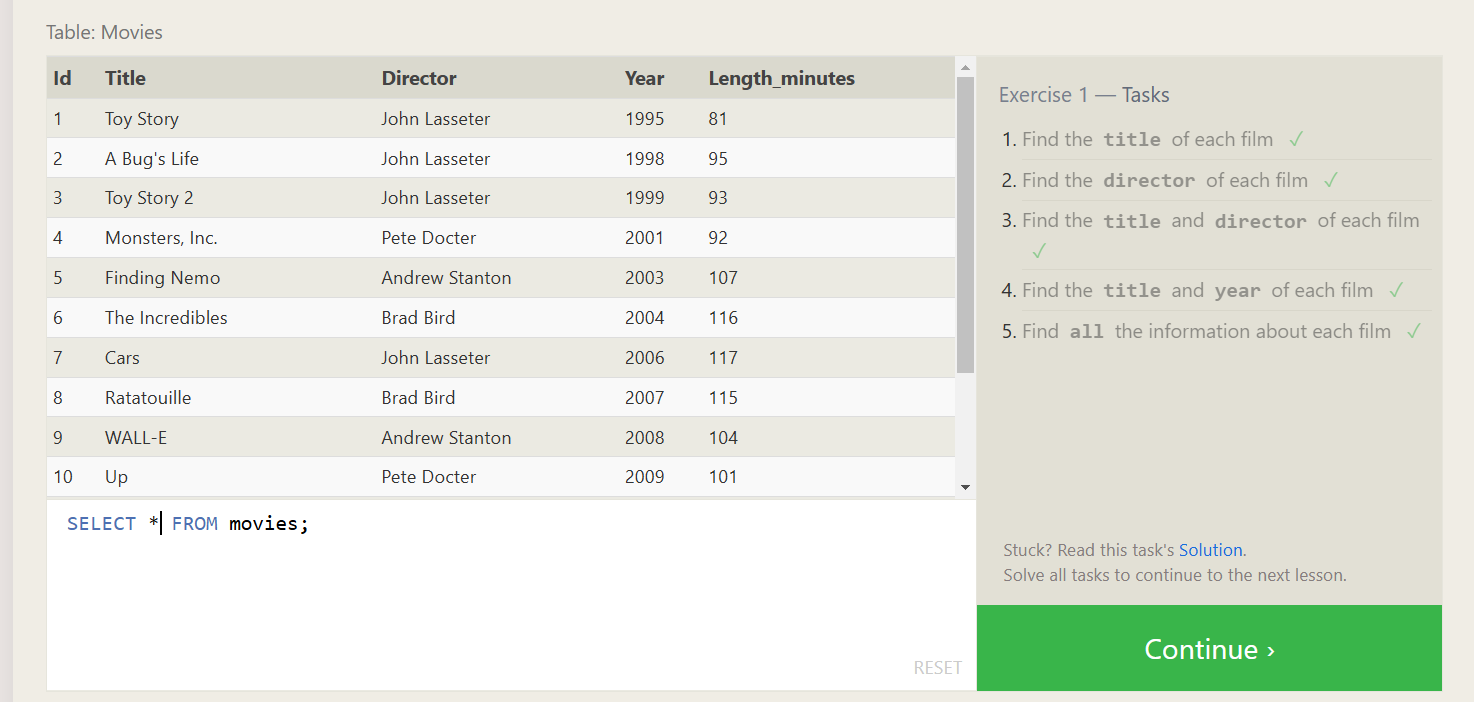 Table: Movies
Id Title Director Year Length_minutes
1 Toy Story John Lasseter 1995 81
2 A Bug's Life John Lasseter 1998 95
3 Toy Story 2 John Lasseter 1999 93
4 Monsters, Inc. Pete Docter 2001 92
5 Finding Nemo Andrew Stanton 2003 107
6 The Incredibles Brad Bird 2004 116
7 Cars John Lasseter 2006 117
8 Ratatouille Brad Bird 2007 115
9 WALL-E Andrew Stanton 2008 104
10 Up Pete Docter 2009 101
SELECT * FROM movies;
RESET
Exercise 1 — Tasks
1. Find the title of each film ✓
2. Find the director of each film ✓
3. Find the title and director of each film
✓
4. Find the title and year of each film ✓
5. Find all the information about each film ✓
Stuck? Read this task's Solution.
Solve all tasks to continue to the next lesson.
Continue ›